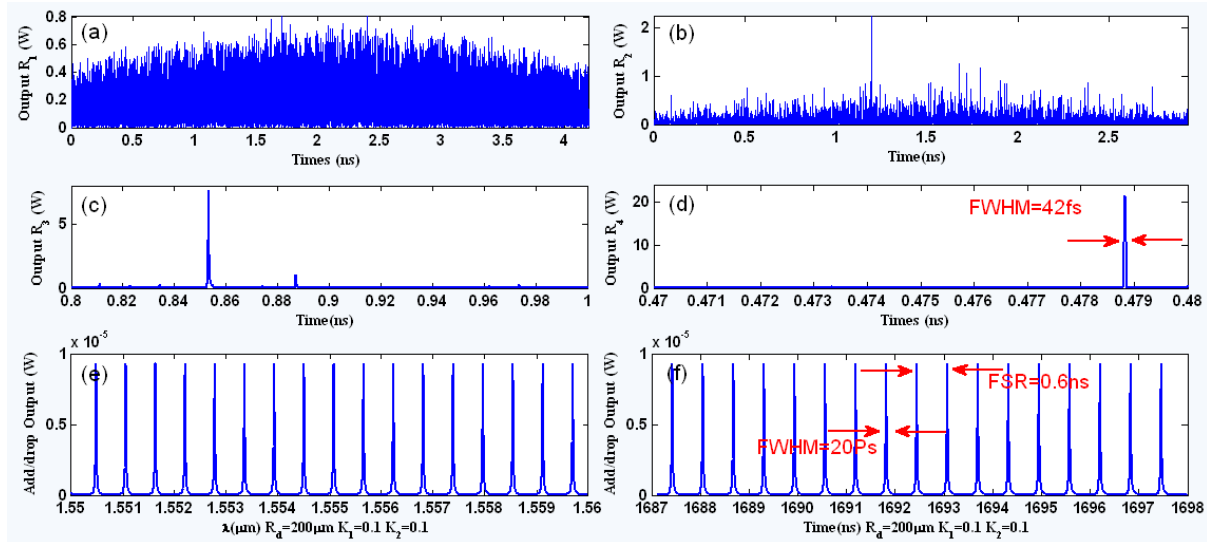 (a)
Output R1 (W)
0.8
0.6
0.4
0.2
0
0 0.5 1 1.5 2 2.5 3 3.5 4
Times (ns)
(b)
Output R2 (W)
2
1
0
0 0.5 1 1.5 2 2.5
Times(ns)
(c)
Output R3 (W)
5
0
0.8 0.82 0.84 0.86 0.88 0.9 0.92 0.94 0.96 0.98 1
Time(ns)
(d)
Output R4 (W)
20
10
0
FWHM=42fs
0.47 0.471 0.472 0.473 0.474 0.475 0.476 0.477 0.478 0.479 0.48
Times (ns)
x 10^-5
(e)
Add/drop Output (W)
1
0.5
0
1.55 1.551 1.552 1.553 1.554 1.555 1.556 1.557 1.558 1.559 1.56
λ(μm) Rd=200μm K1=0.1 K2=0.1
x 10^-5
(f)
Add/drop Output (W)
1
0.5
0
FSR=0.6ns
FWHM=20Ps
1687 1688 1689 1690 1691 1692 1693 1694 1695 1696 1697 1698
Time(ns) Rd=200μm K1=0.1 K2=0.1